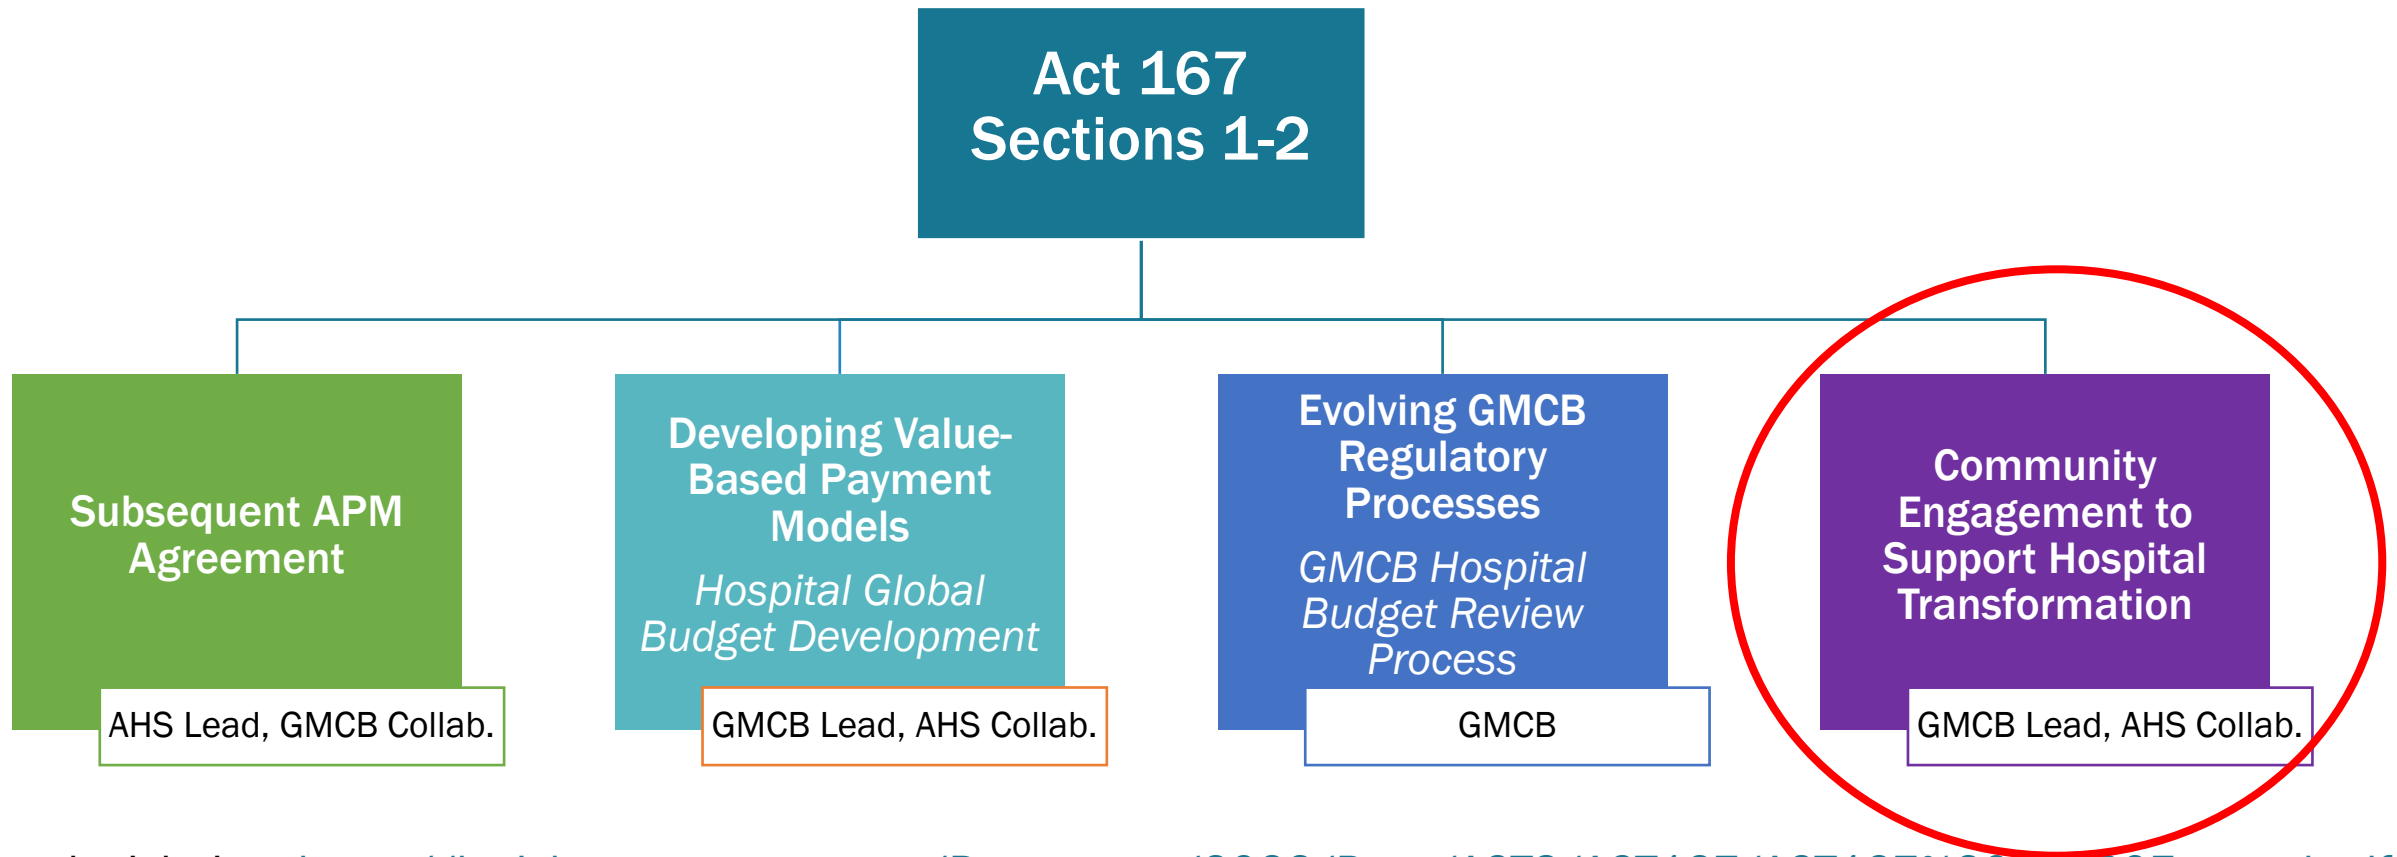 Act 167
Sections 1-2
Subsequent APM
Agreement
AHS Lead, GMCB Collab.
Developing Value-
Based Payment
Models
Hospital Global
Budget Development
GMCB Lead, AHS Collab.
Evolving GMCB
Regulatory
Processes
GMCB Hospital
Budget Review
Process
GMCB
Community
Engagement to
Support Hospital
Transformation
GMCB Lead, AHS Collab.